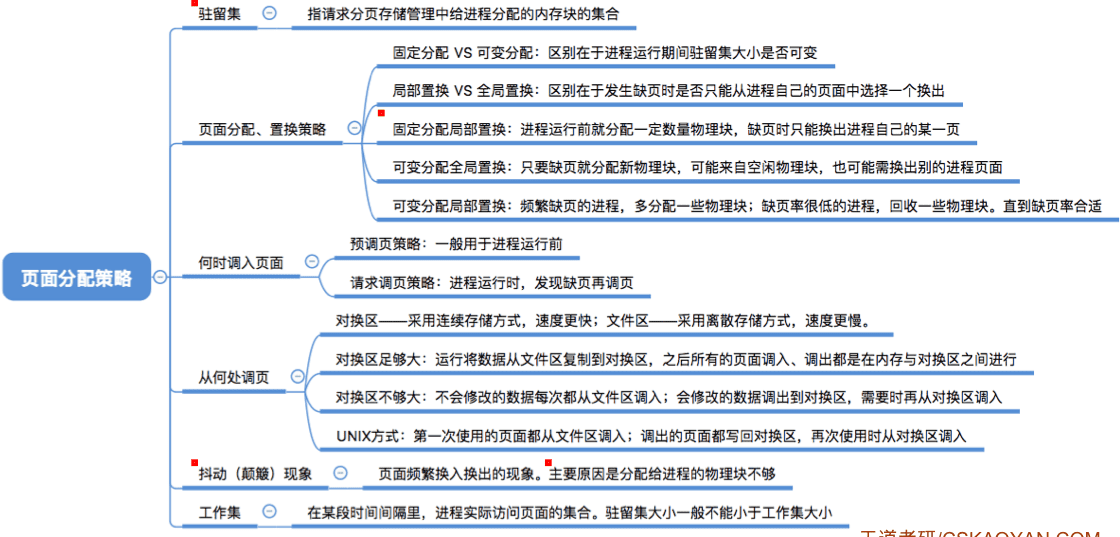 驻留集
指请求分页存储管理中给进程分配的内存块的集合
固定分配 VS 可变分配：区别在于进程运行期间驻留集大小是否可变
局部置换 VS 全局置换：区别在于发生缺页时是否只能从进程自己的页面中选择一个换出
页面分配、置换策略
固定分配局部置换：进程运行前就分配一定数量物理块，缺页时只能换出进程自己的某一页
可变分配全局置换：只要缺页就分配新物理块，可能来自空闲物理块，也可能需换出别的进程页面
可变分配局部置换：频繁缺页的进程，多分配一些物理块；缺页率很低的进程，回收一些物理块。直到缺页率合适
页面分配策略
何时调入页面
预调页策略：一般用于进程运行前
请求调页策略：进程运行时，发现缺页再调页
对换区——采用连续存储方式，速度更快；文件区——采用离散存储方式，速度更慢。
对换区足够大：运行将数据从文件区复制到对换区，之后所有的页面调入、调出都是在内存与对换区之间进行
从何处调页
对换区不够大：不会修改的数据每次都从文件区调入；会修改的数据调出到对换区，需要时再从对换区调入
UNIX方式：第一次使用的页面都从文件区调入；调出的页面都写回对换区，再次使用时从对换区调入
抖动（颠簸）现象
页面频繁换入换出的现象。主要原因是分配给进程的物理块不够
工作集
在某段时间间隔里，进程实际访问页面的集合。驻留集大小一般不能小于工作集大小
王道考研/CSKAOYAN.COM